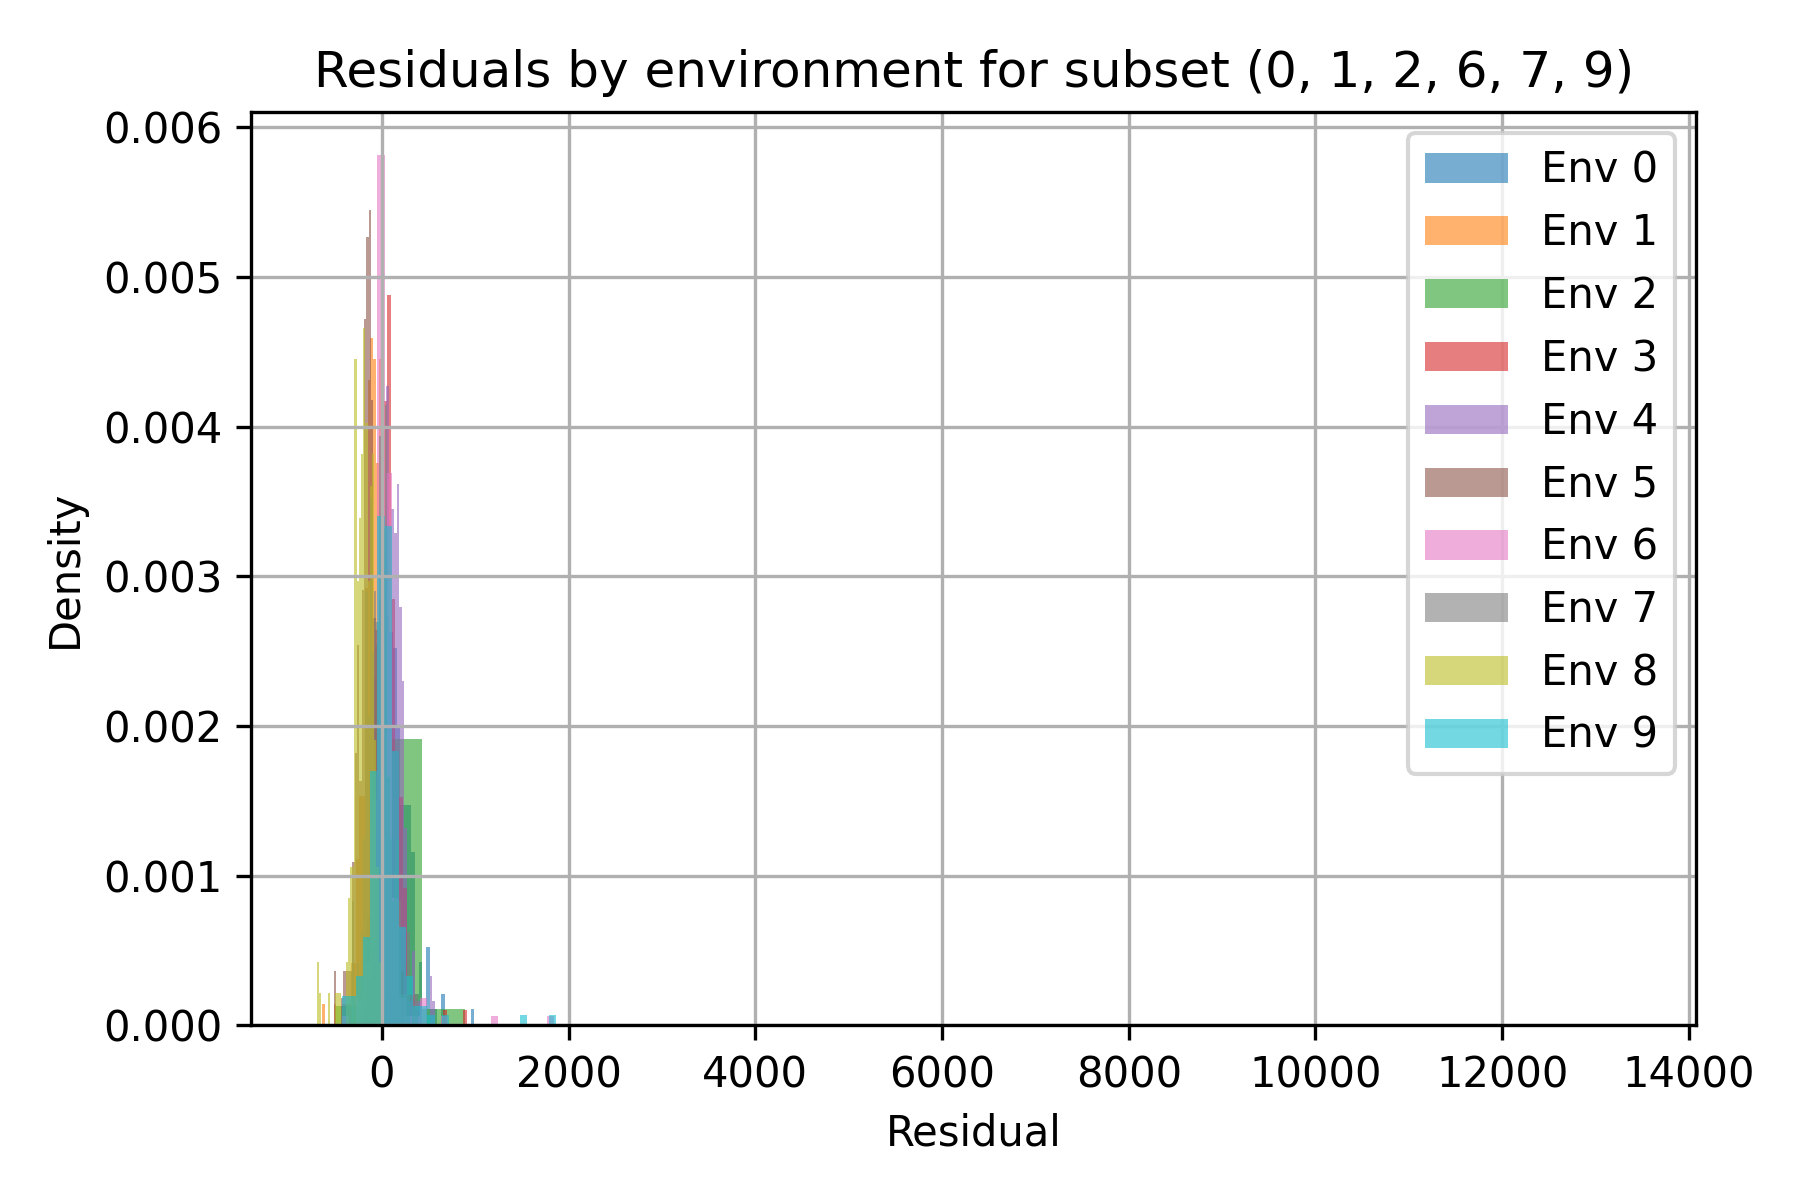 Residuals by environment for subset (0, 1, 2, 6, 7, 9)
0.006
0.005
0.004
0.003
0.002
0.001
0.000
Density
0 2000 4000 6000 8000 10000 12000 14000
Residual
Env 0
Env 1
Env 2
Env 3
Env 4
Env 5
Env 6
Env 7
Env 8
Env 9